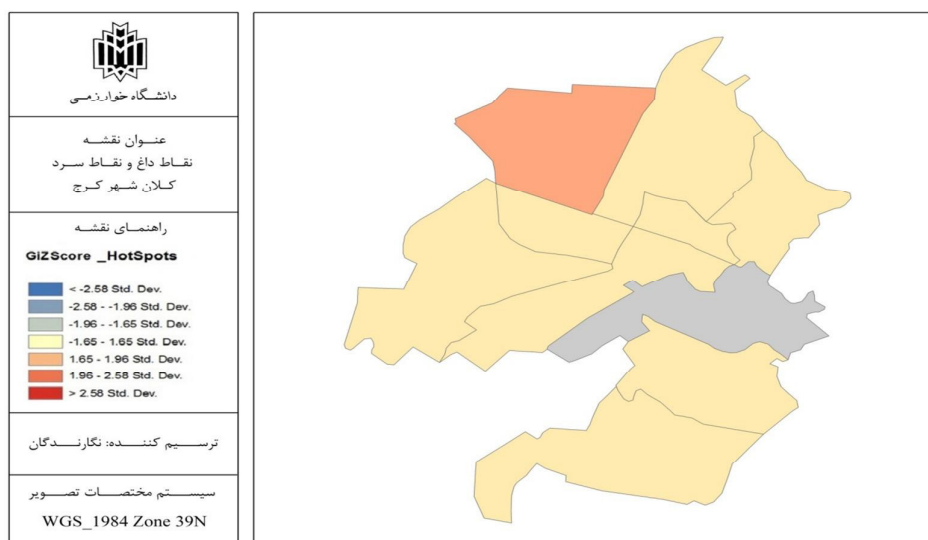 دانشگاه خوارزمی
عنوان نقشه
نقاط داغ و نقاط سرد
کلان شهر کرج
راهنمای نقشه
GiZScore _HotSpots
< -2.58 Std. Dev.
-2.58 - -1.96 Std. Dev.
-1.96 - -1.65 Std. Dev.
-1.65 - 1.65 Std. Dev.
1.65 - 1.96 Std. Dev.
1.96 - 2.58 Std. Dev.
> 2.58 Std. Dev.
ترسیم کننده: نگارندگان
سیستم مختصات تصویر
WGS_1984 Zone 39N